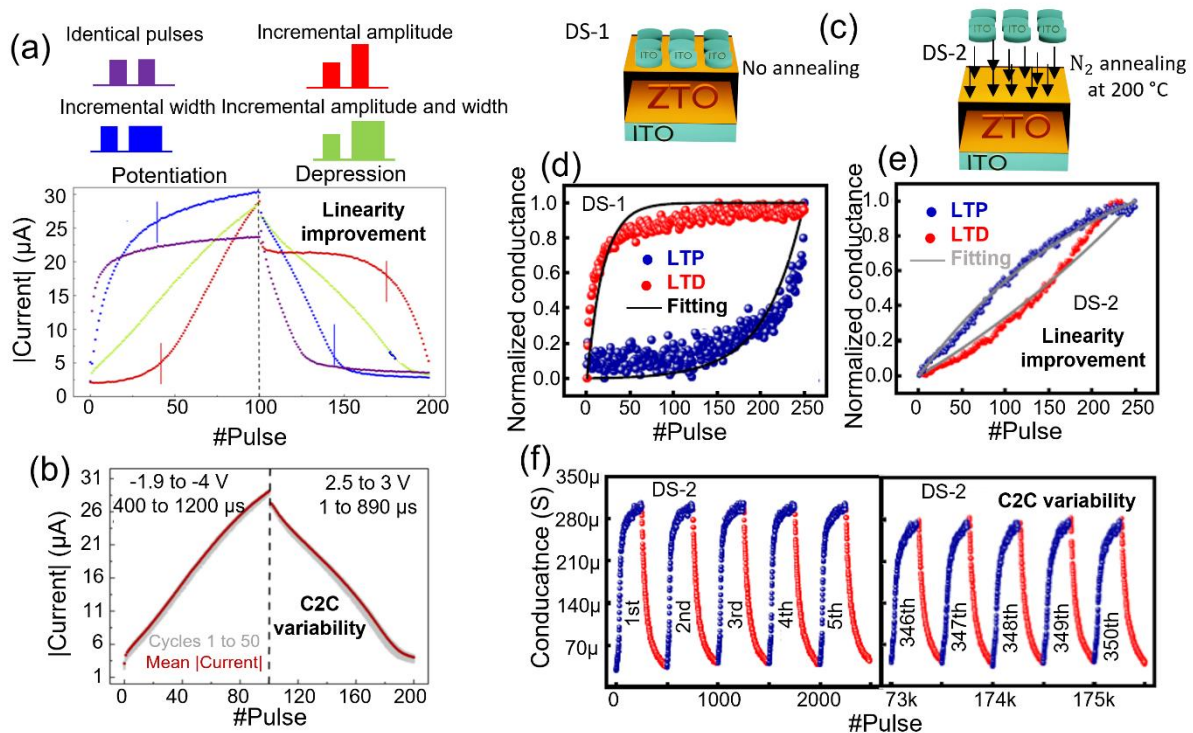 (a)
Identical pulses
Incremental amplitude
Incremental width
Incremental amplitude and width
Potentiation
Depression
Linearity
improvement
|Current| (µA)
30
25
20
15
10
5
0
0
50
100
150
200
#Pulse
(b)
-1.9 to -4 V
400 to 1200 µs
2.5 to 3 V
1 to 890 µs
C2C
variability
Cycles 1 to 50
Mean |Current|
|Current| (µA)
31
26
21
16
11
6
1
0
40
80
120
160
200
#Pulse
DS-1
ITO ITO ITO
ITO ITO ITO
No annealing
ZTO
ITO
(c)
DS-2
ITO ITO ITO
N₂ annealing
at 200 °C
ZTO
ITO
(d)
DS-1
LTP
LTD
Fitting
Normalized conductance
1.0
0.8
0.6
0.4
0.2
0.0
0
50
100
150
200
250
#Pulse
(e)
LTP
LTD
Fitting
DS-2
Linearity
improvement
Normalized conductance
1.0
0.8
0.6
0.4
0.2
0.0
0
50
100
150
200
250
#Pulse
(f)
DS-2
1st
2nd
3rd
4th
5th
DS-2
C2C variability
346th
347th
348th
349th
350th
Conducatnce (S)
350µ
280µ
210µ
140µ
70µ
0
1000
2000
73k
174k
175k
#Pulse